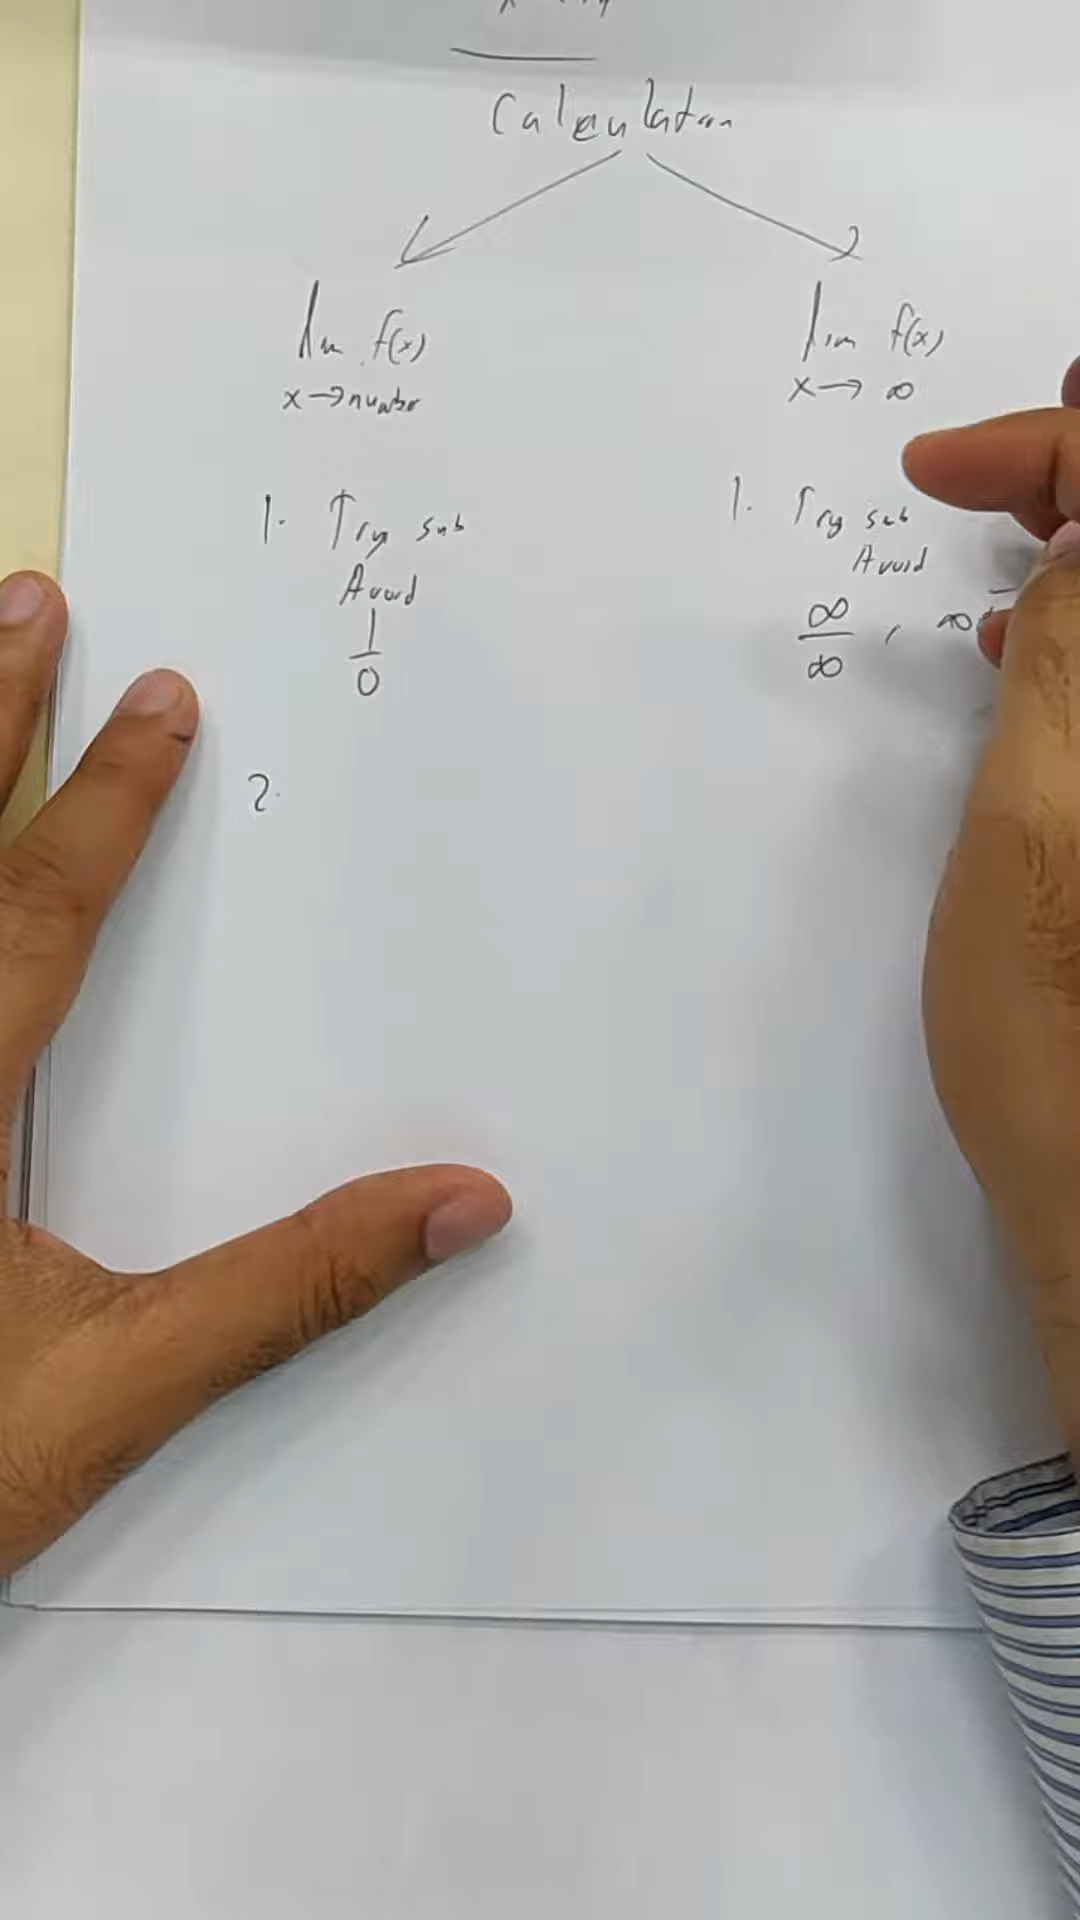 Calculation
lim f(x)
x → number
lim f(x)
x → ∞
1. Try sub
Avoid
1
0
1. Try sub
Avoid
∞
∞
, ∞
2.